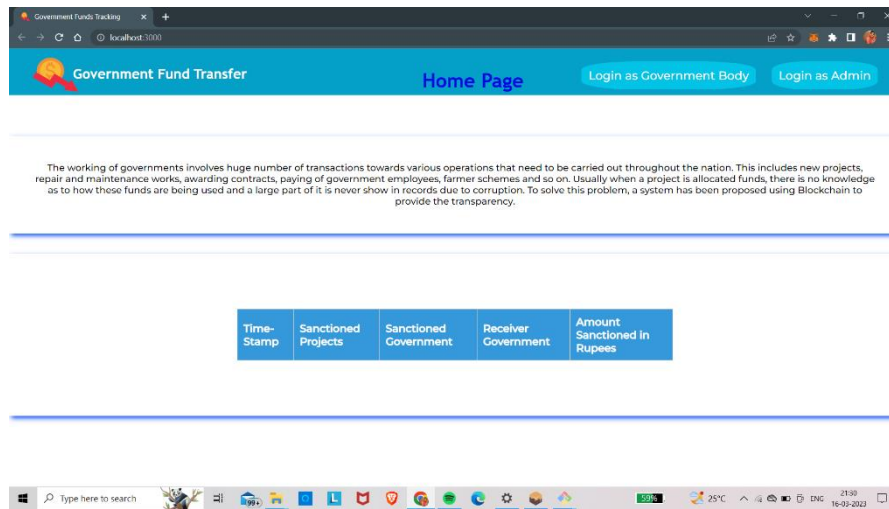 Government Funds Tracking
localhost:3000
Government Fund Transfer
Home Page
Login as Government Body
Login as Admin
The working of governments involves huge number of transactions towards various operations that need to be carried out throughout the nation. This includes new projects,
repair and maintenance works, awarding contracts, paying of government employees, farmer schemes and so on. Usually when a project is allocated funds, there is no knowledge
as to how these funds are being used and a large part of it is never show in records due to corruption. To solve this problem, a system has been proposed using Blockchain to
provide the transparency.
Time-
Stamp
Sanctioned
Projects
Sanctioned
Government
Receiver
Government
Amount
Sanctioned in
Rupees
Type here to search
99+
59%
25°C
ENG
21:30
16-03-2023